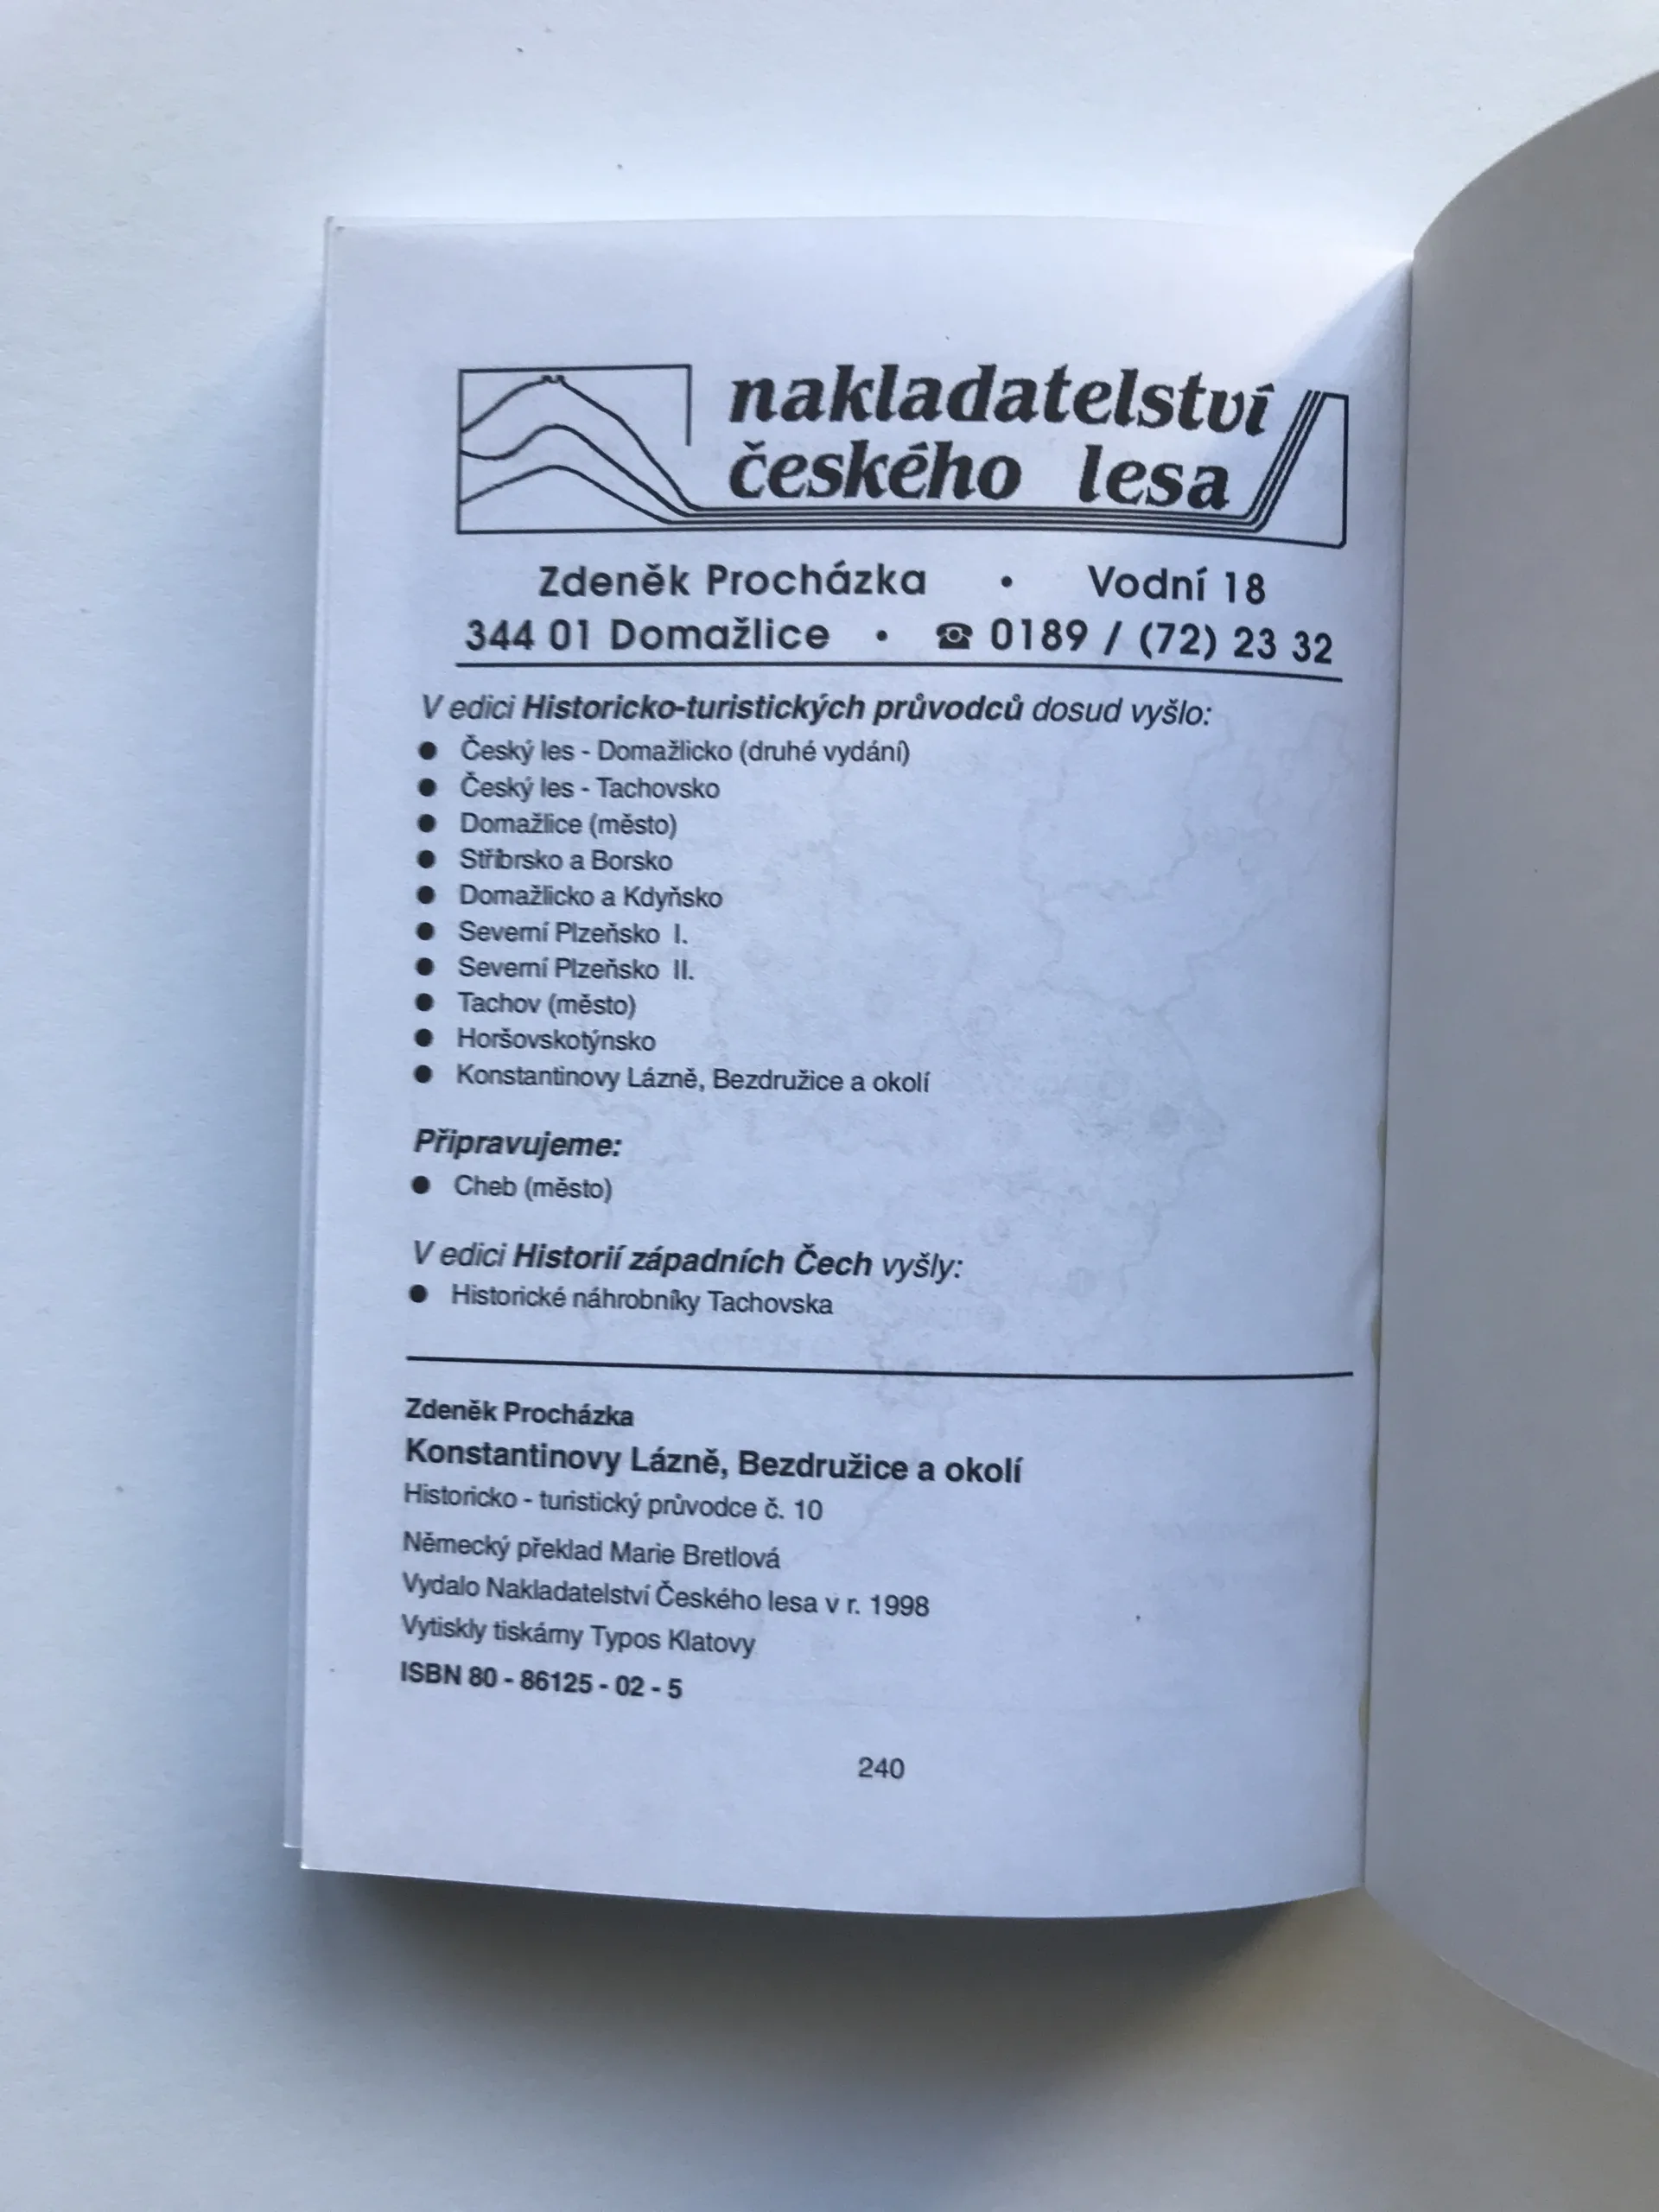 nakladatelství
českého lesa
Zdeněk Procházka • Vodní 18
344 01 Domažlice • ☎ 0189 / (72) 23 32
V edici Historicko-turistických průvodců dosud vyšlo:
● Český les - Domažlicko (druhé vydání)
● Český les - Tachovsko
● Domažlice (město)
● Stříbrsko a Borsko
● Domažlicko a Kdyňsko
● Severní Plzeňsko I.
● Severní Plzeňsko II.
● Tachov (město)
● Horšovskotýnsko
● Konstantinovy Lázně, Bezdružice a okolí
Připravujeme:
● Cheb (město)
V edici Historií západních Čech vyšly:
● Historické náhrobníky Tachovska
Zdeněk Procházka
Konstantinovy Lázně, Bezdružice a okolí
Historicko - turistický průvodce č. 10
Německý překlad Marie Bretlová
Vydalo Nakladatelství Českého lesa v r. 1998
Vytiskly tiskárny Typos Klatovy
ISBN 80 - 86125 - 02 - 5
240